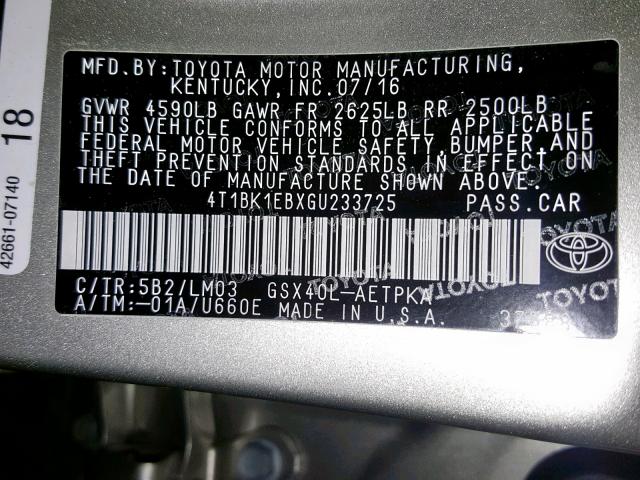 MFD.BY:TOYOTA MOTOR MANUFACTURING,
KENTUCKY,INC.07/16
GVWR 4590LB GAWR FR 2625LB RR 2500LB
THIS VEHICLE CONFORMS TO ALL APPLICABLE
FEDERAL MOTOR VEHICLE SAFETY,BUMPER,AND
THEFT PREVENTION STANDARDS IN EFFECT ON
THE DATE OF MANUFACTURE SHOWN ABOVE.
4T1BK1EBXGU233725 PASS.CAR
C/TR:5B2/LM03 GSX40L-AETPKA
A/TM:-01A/U660E MADE IN U.S.A.
TOYOTA
42661-07140
18